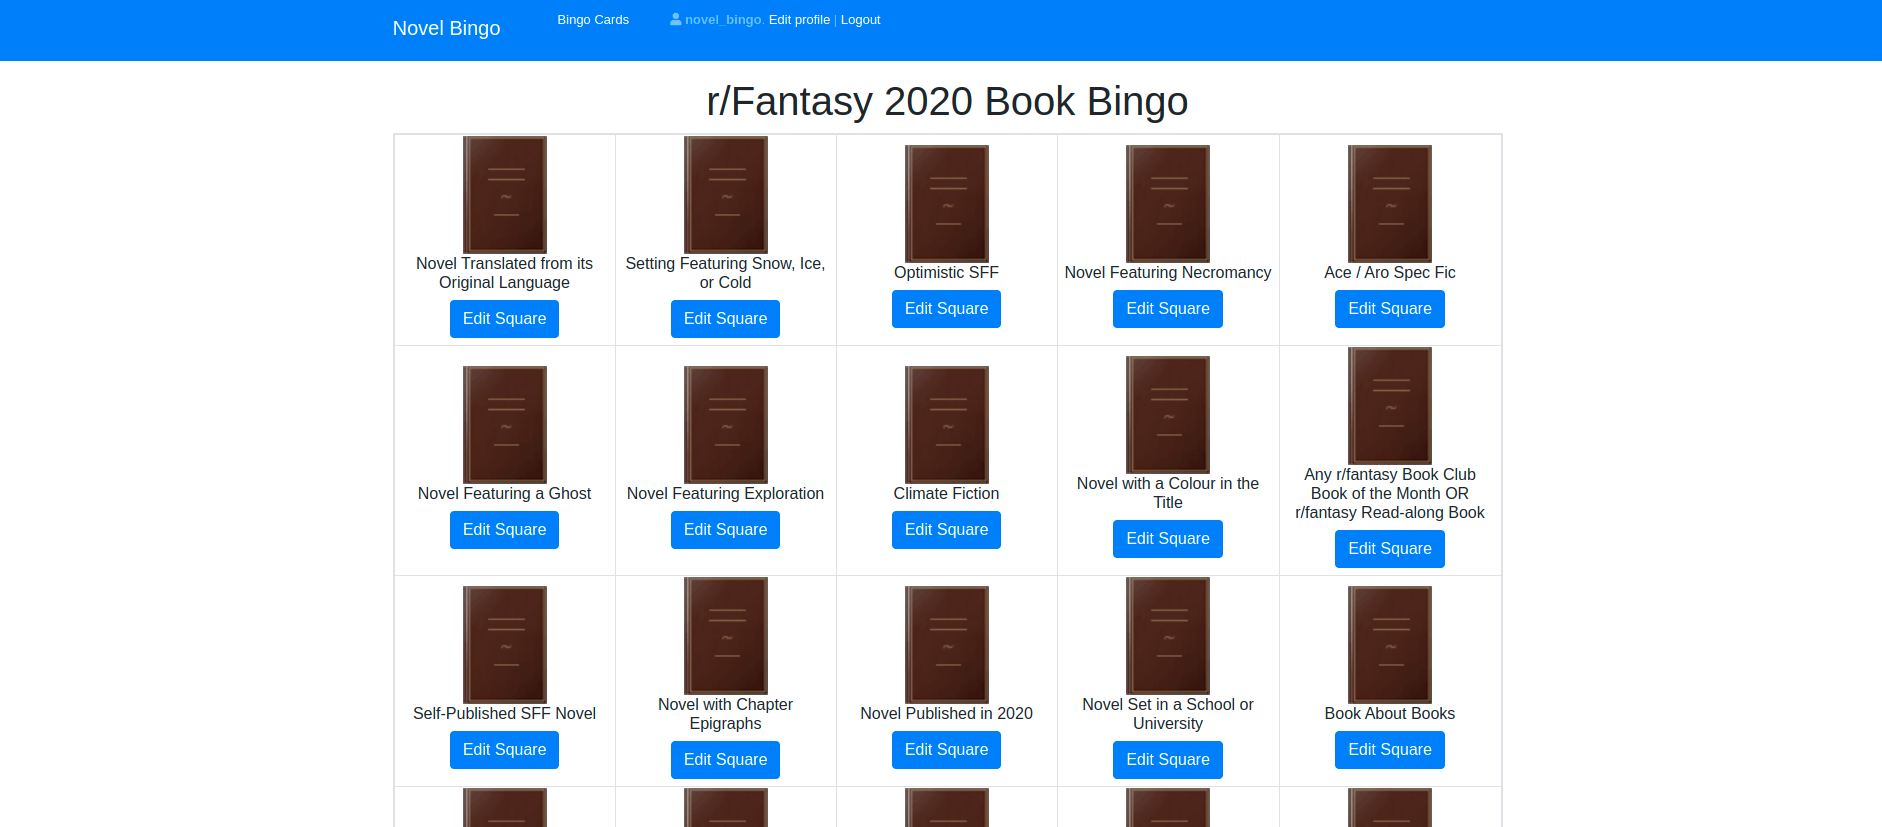 Novel Bingo
Bingo Cards
novel_bingo. Edit profile | Logout
r/Fantasy 2020 Book Bingo
Novel Translated from its
Original Language
Edit Square
Setting Featuring Snow, Ice,
or Cold
Edit Square
Optimistic SFF
Edit Square
Novel Featuring Necromancy
Edit Square
Ace / Aro Spec Fic
Edit Square
Novel Featuring a Ghost
Edit Square
Novel Featuring Exploration
Edit Square
Climate Fiction
Edit Square
Novel with a Colour in the
Title
Edit Square
Any r/fantasy Book Club
Book of the Month OR
r/fantasy Read-along Book
Edit Square
Self-Published SFF Novel
Edit Square
Novel with Chapter
Epigraphs
Edit Square
Novel Published in 2020
Edit Square
Novel Set in a School or
University
Edit Square
Book About Books
Edit Square